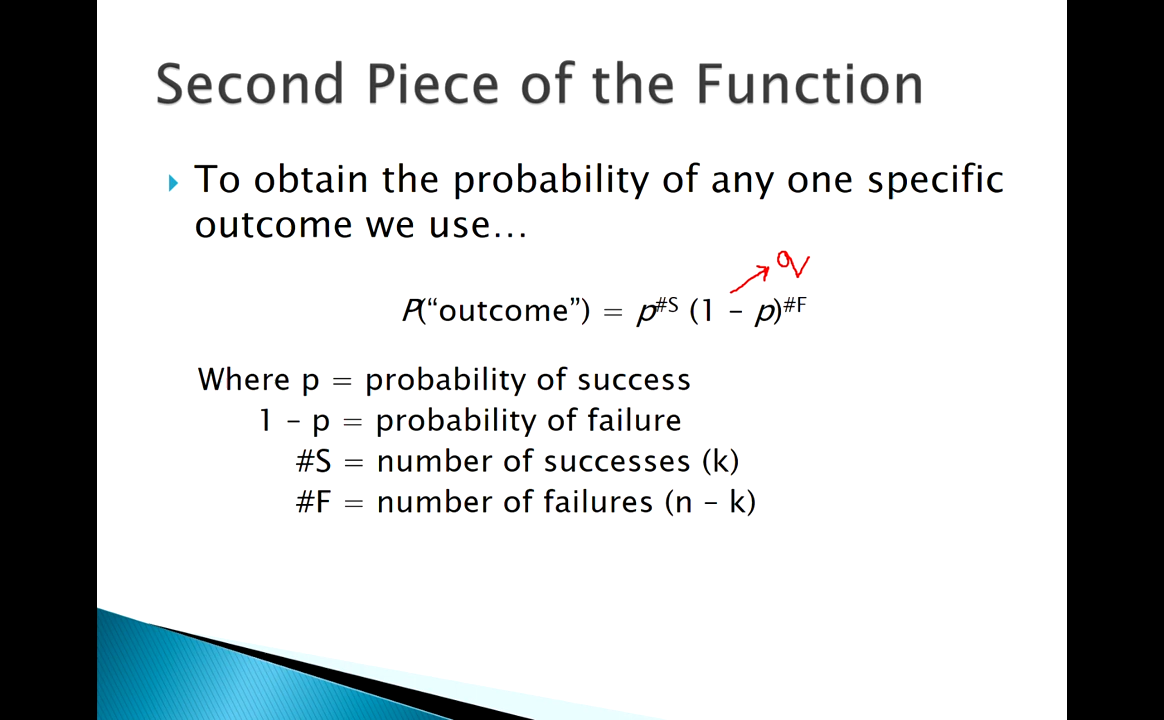 Second Piece of the Function
To obtain the probability of any one specific
outcome we use…
q
P(“outcome”) = p^#S (1 – p)^#F
Where p = probability of success
1 – p = probability of failure
#S = number of successes (k)
#F = number of failures (n – k)